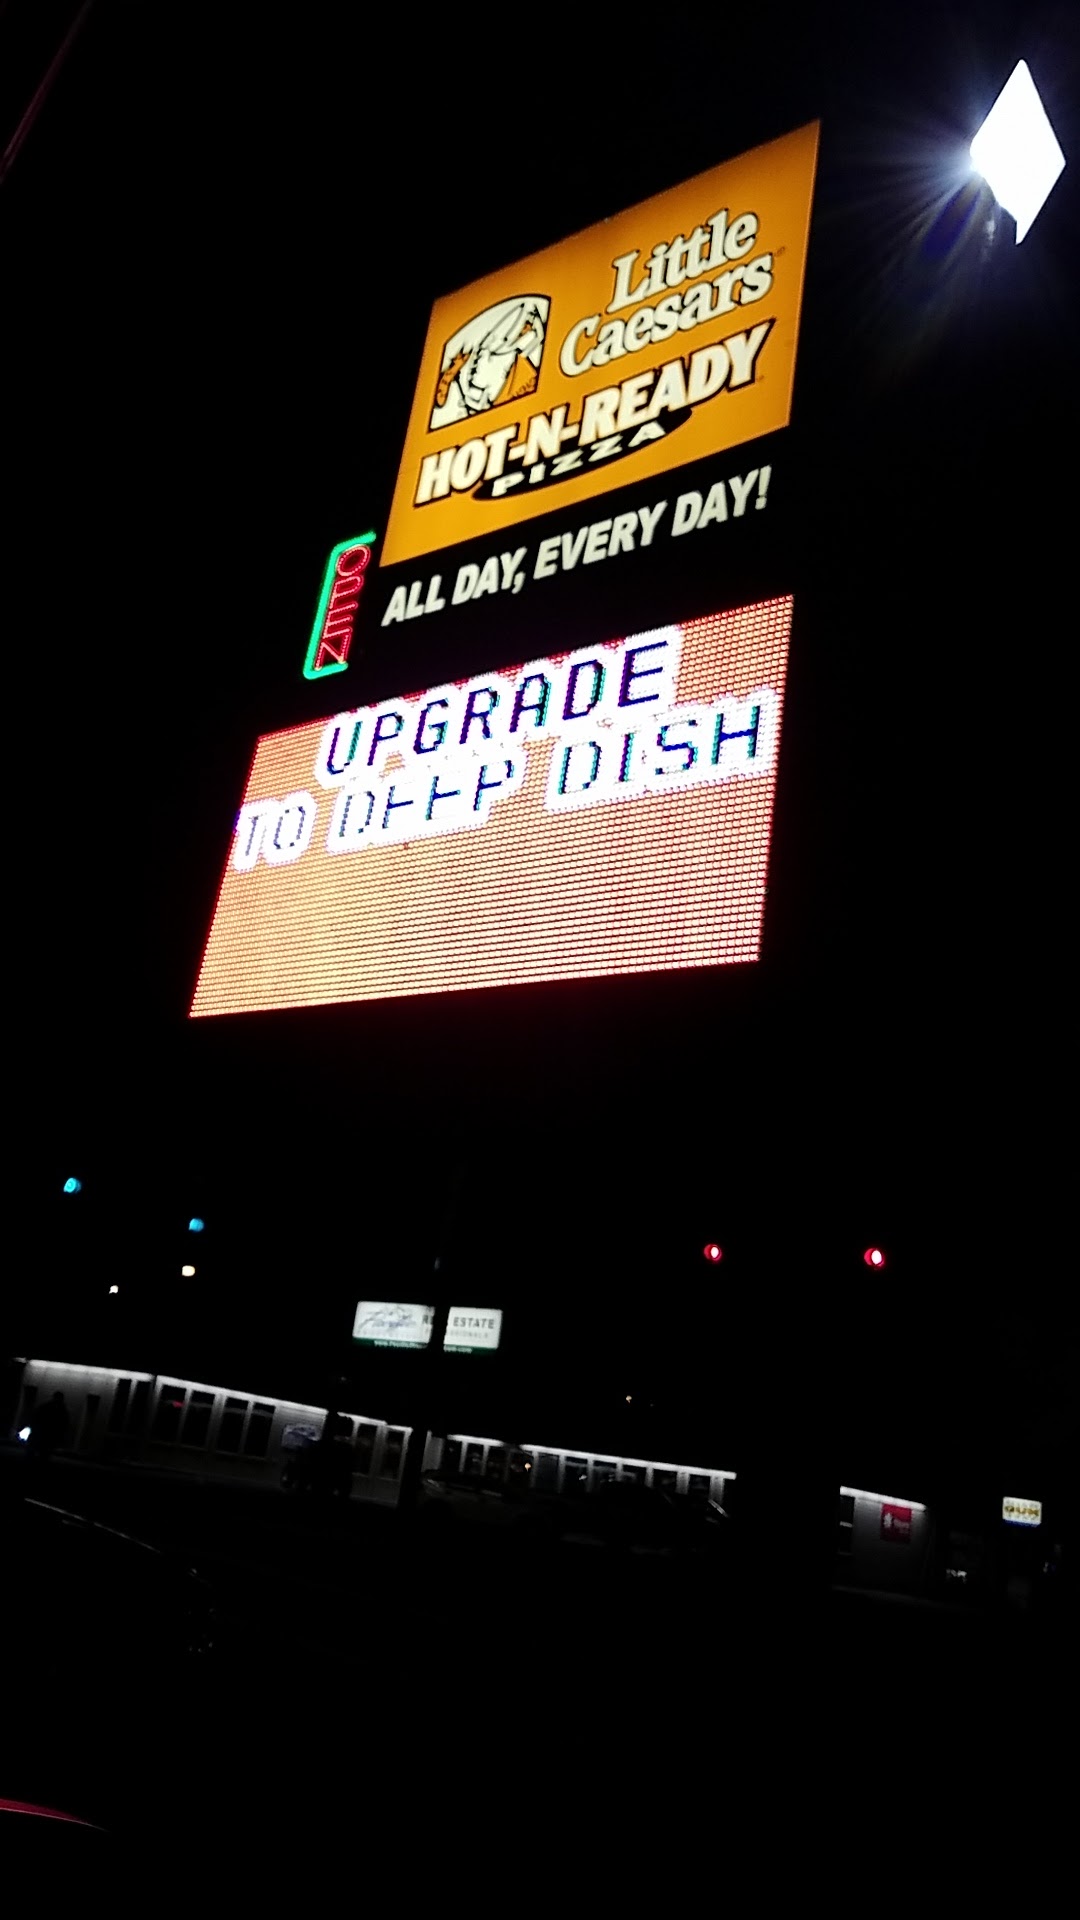 Little
Caesars
HOT-N-READY
PIZZA
ALL DAY, EVERY DAY!
OPEN
UPGRADE
TO DEEP DISH
ESTATE